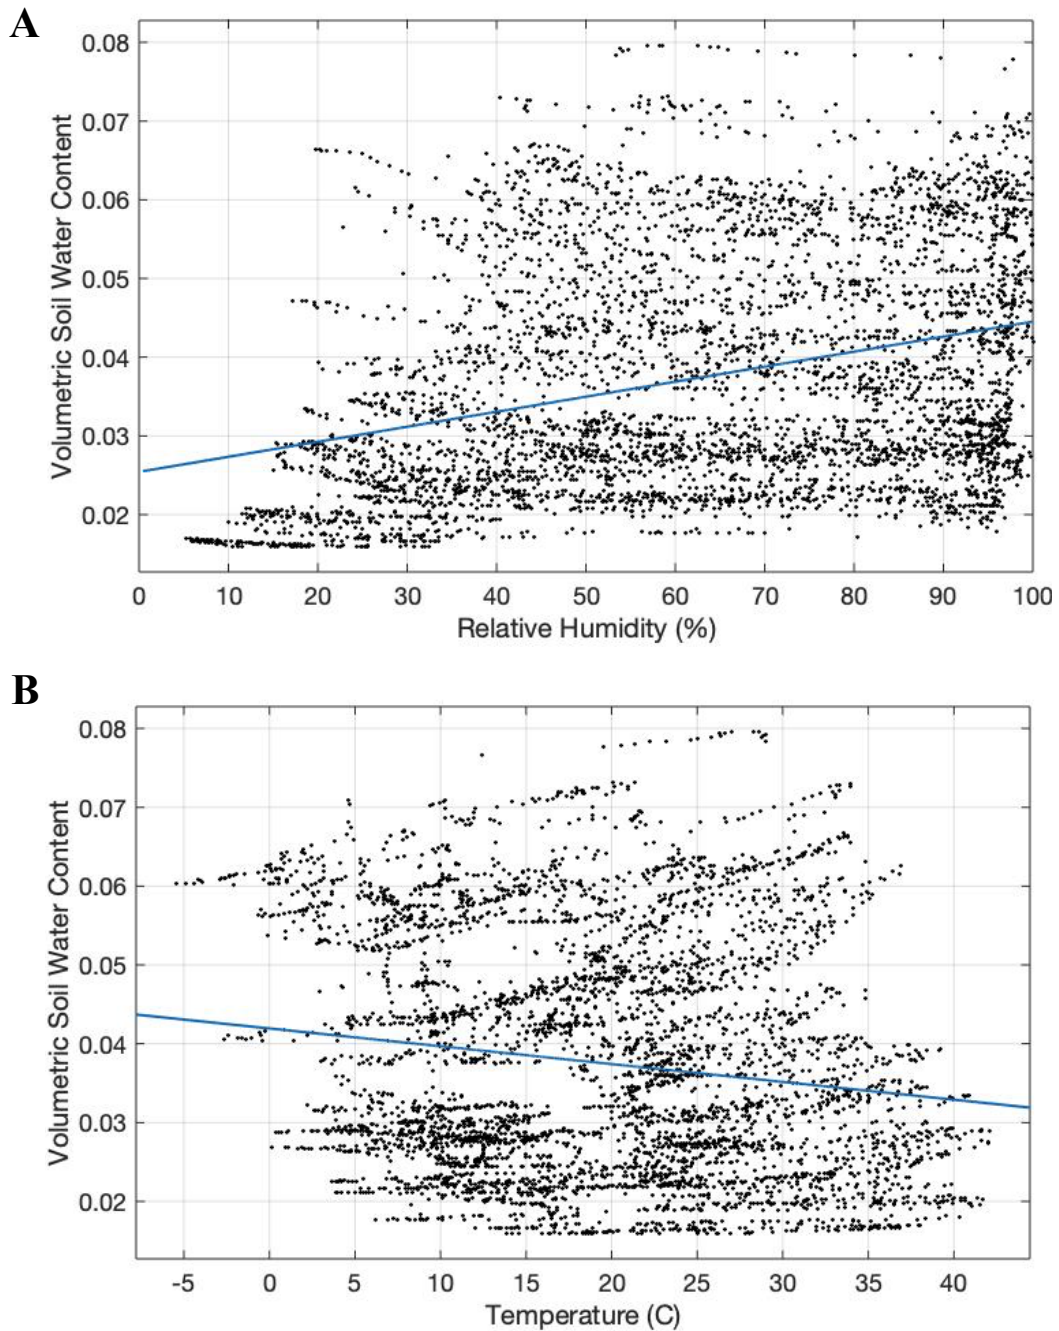 A
0.08
0.07
0.06
0.05
0.04
0.03
0.02
Volumetric Soil Water Content
0 10 20 30 40 50 60 70 80 90 100
Relative Humidity (%)
B
0.08
0.07
0.06
0.05
0.04
0.03
0.02
Volumetric Soil Water Content
-5 0 5 10 15 20 25 30 35 40
Temperature (C)